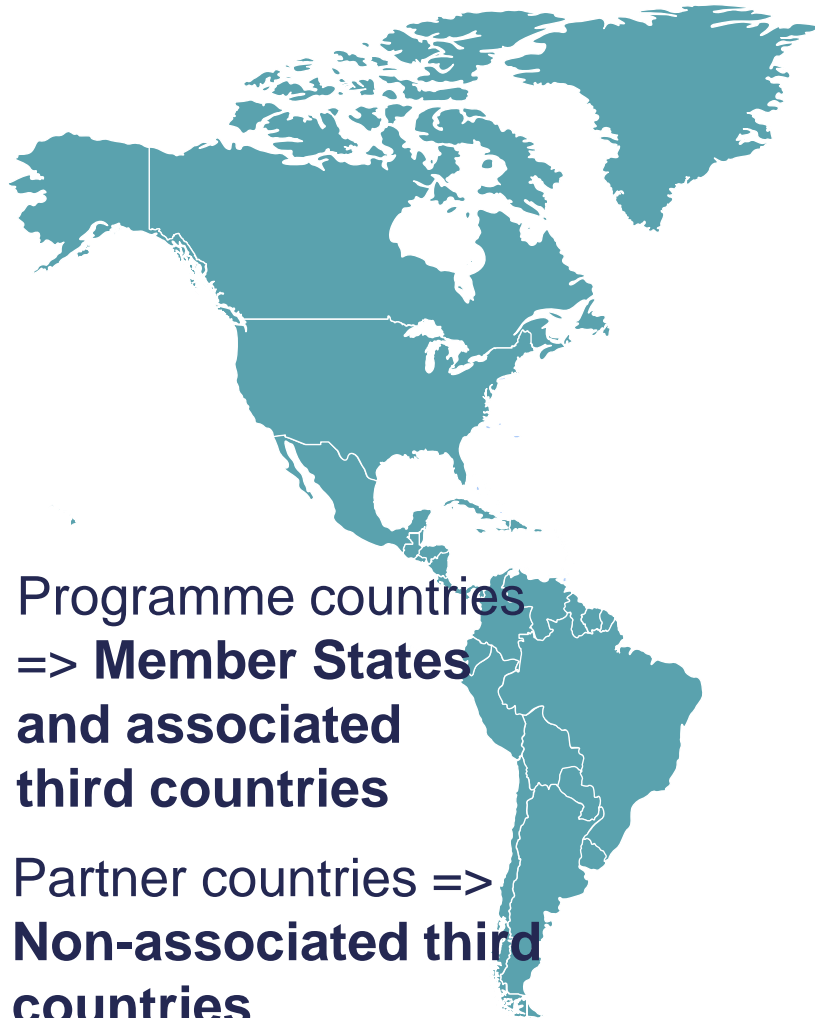 Programme countries
=> Member States
and associated
third countries
Partner countries =>
Non-associated third
countries